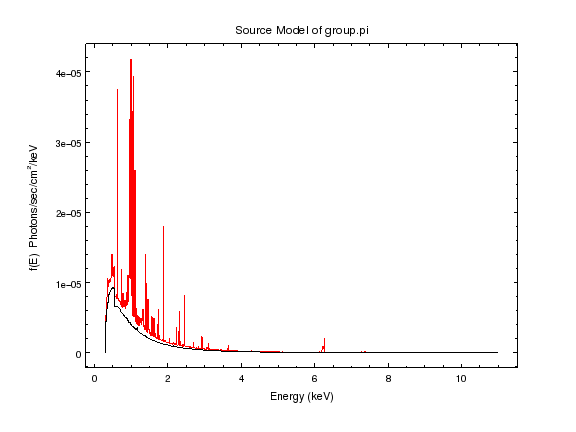 Source Model of group.pi
f(E) Photons/sec/cm²/keV
4e−05
3e−05
2e−05
1e−05
0
0 2 4 6 8 10
Energy (keV)